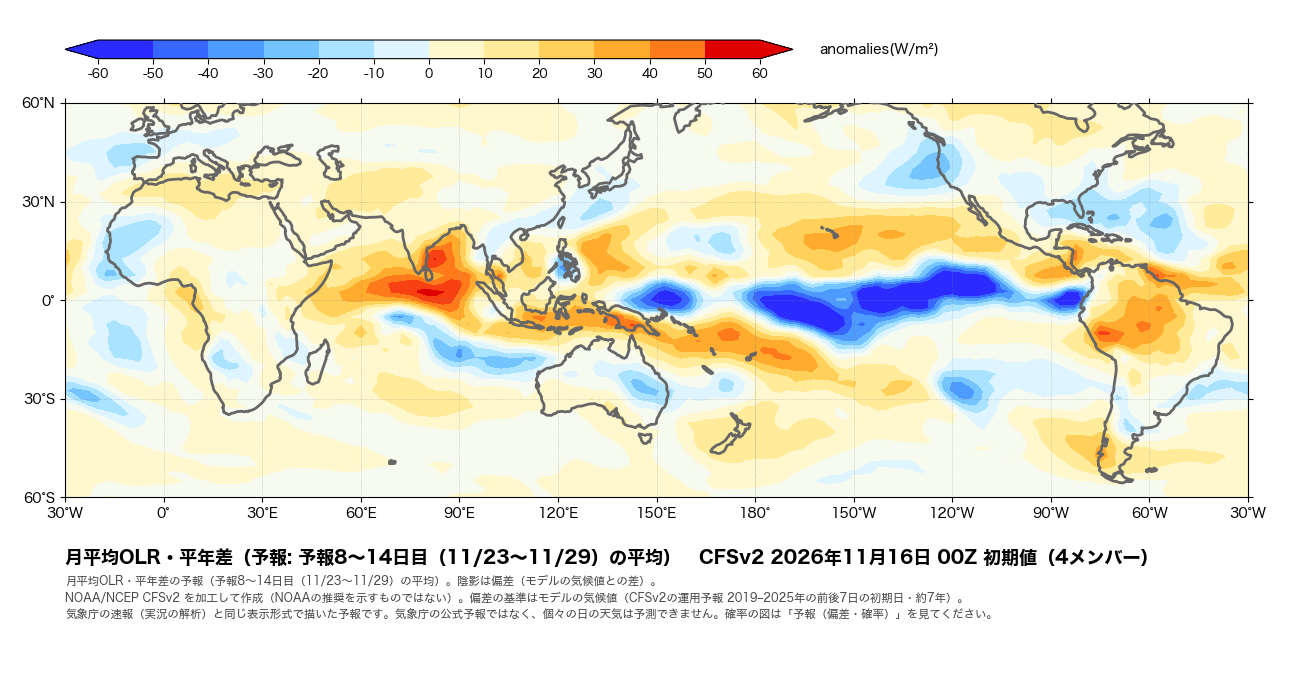 anomalies(W/m²)
-60 -50 -40 -30 -20 -10 0 10 20 30 40 50 60
60°N
30°N
0°
30°S
60°S
30°W 0° 30°E 60°E 90°E 120°E 150°E 180° 150°W 120°W 90°W 60°W 30°W
月平均OLR・平年差（予報: 予報8〜14日目（11/23〜11/29）の平均） CFSv2 2026年11月16日 00Z 初期値（4メンバー）
月平均OLR・平年差の予報（予報8〜14日目（11/23〜11/29）の平均）。陰影は偏差（モデルの気候値との差）。
NOAA/NCEP CFSv2 を加工して作成（NOAAの推奨を示すものではない）。偏差の基準はモデルの気候値（CFSv2の運用予報 2019–2025年の前後7日の初期日・約7年）。
気象庁の速報（実況の解析）と同じ表示形式で描いた予報です。気象庁の公式予報ではなく、個々の日の天気は予測できません。確率の図は「予報（偏差・確率）」を見てください。